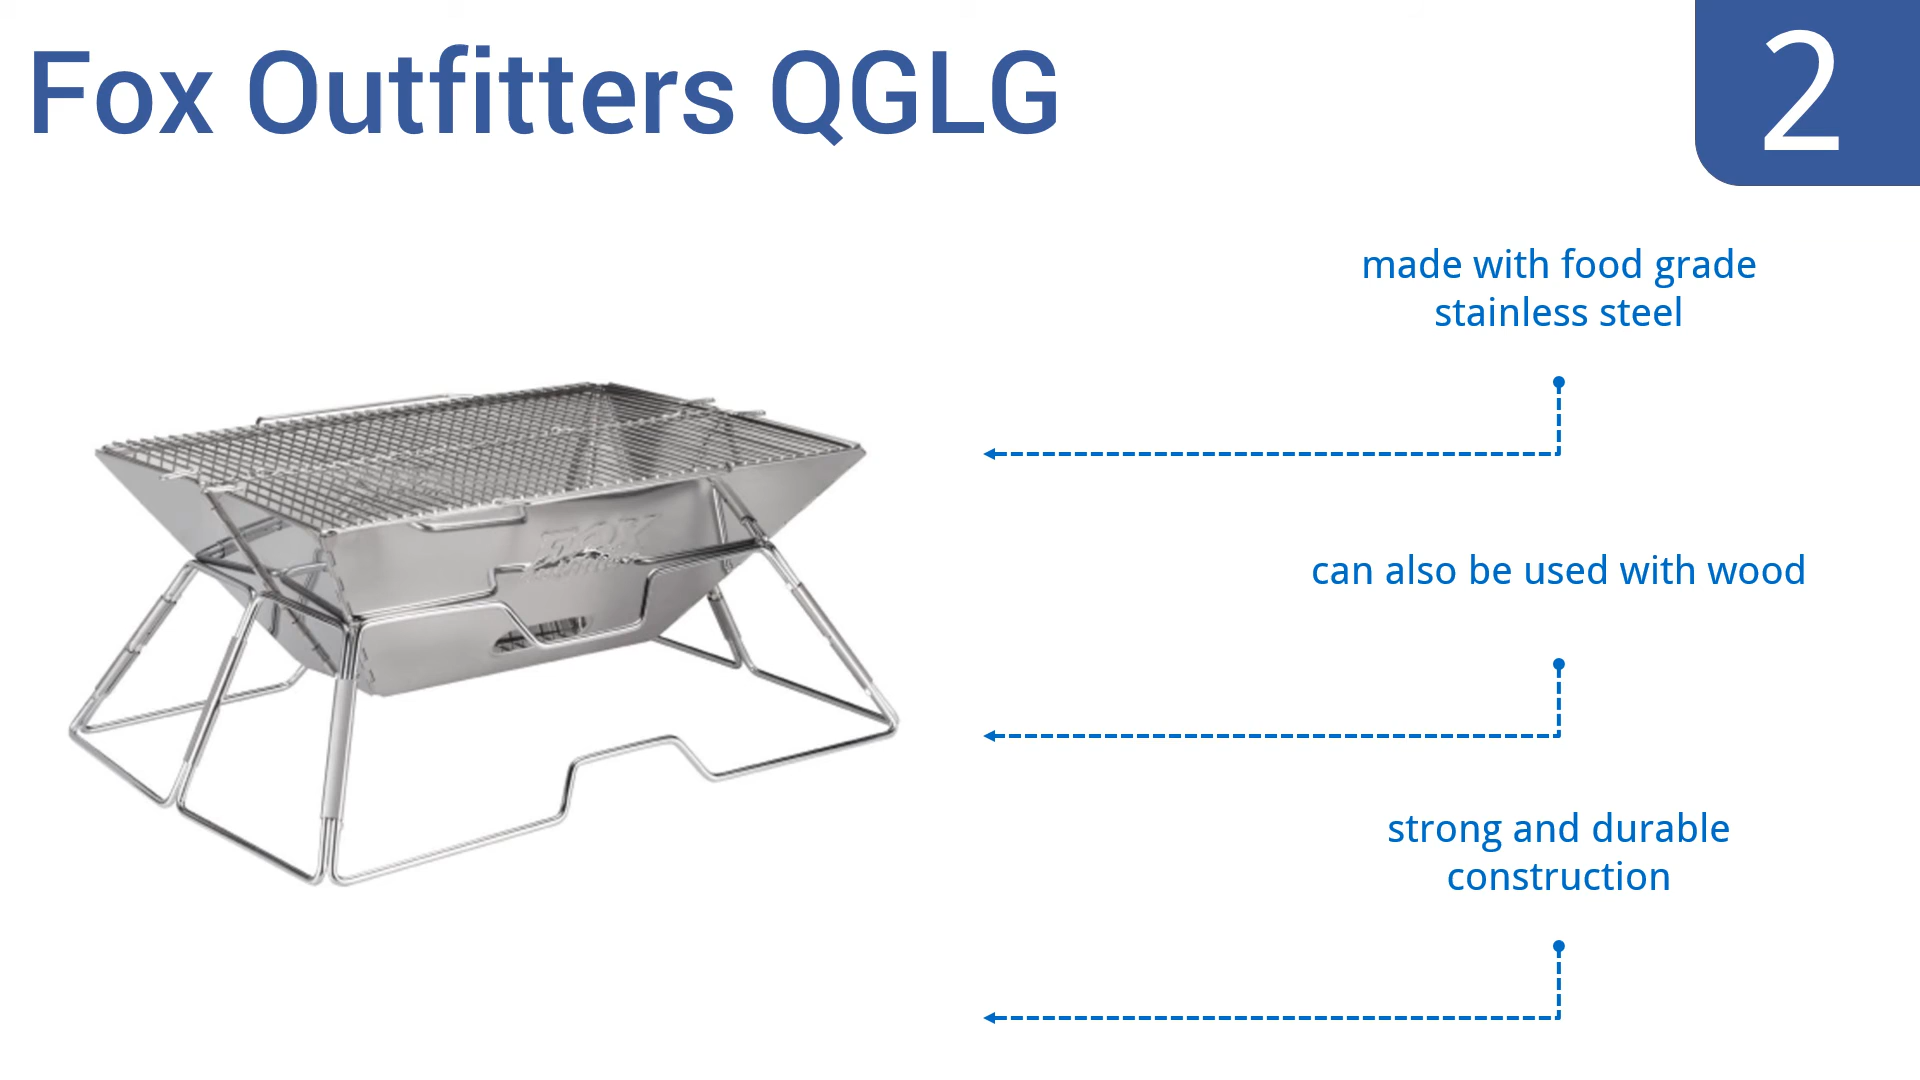 Fox Outfitters QGLG
2
made with food grade
stainless steel
can also be used with wood
strong and durable
construction